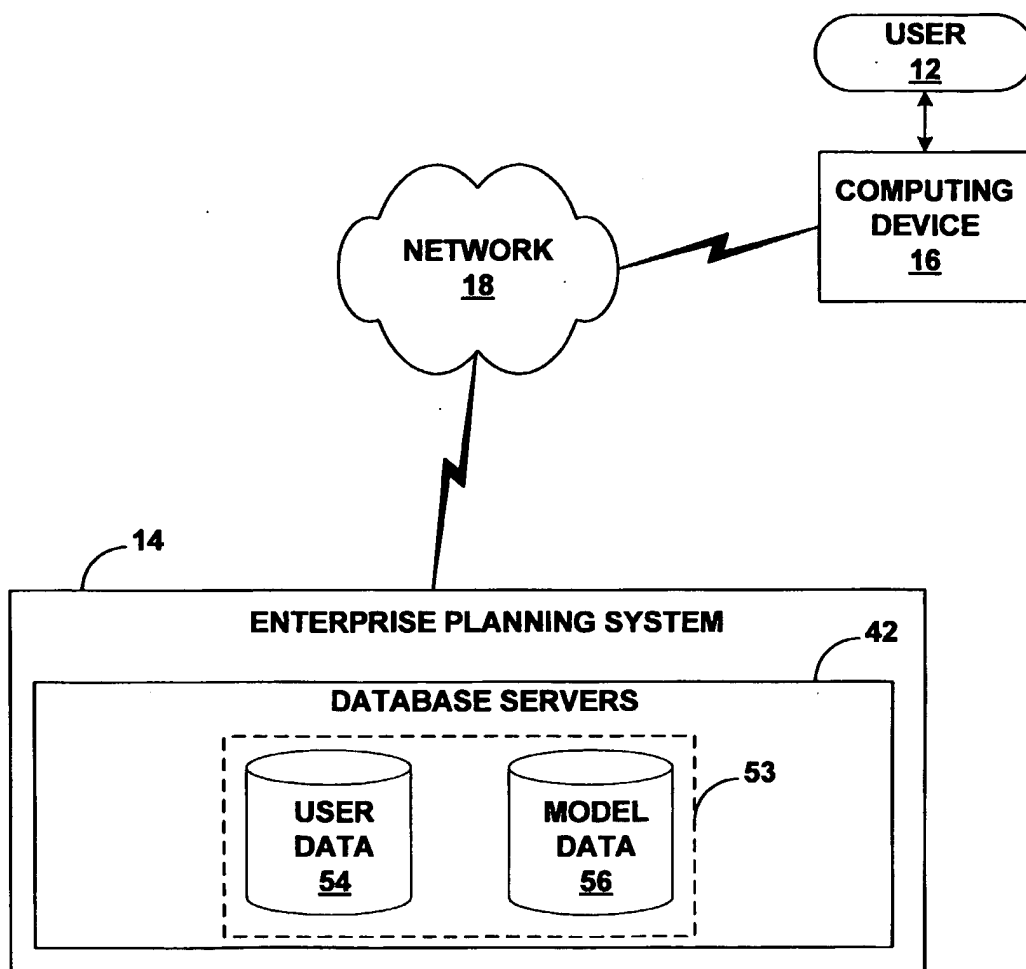 USER
12
COMPUTING
DEVICE
16
NETWORK
18
14
ENTERPRISE PLANNING SYSTEM
42
DATABASE SERVERS
53
USER
DATA
54
MODEL
DATA
56